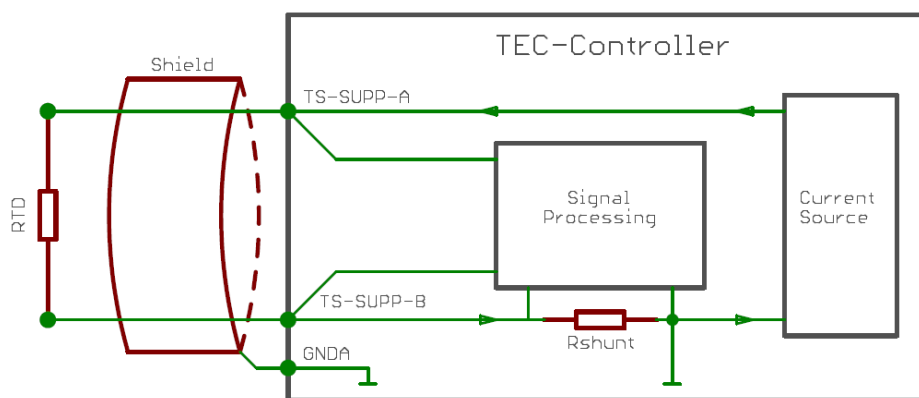 TEC-Controller
Shield
TS-SUPP-A
RTD
Signal
Processing
Current
Source
TS-SUPP-B
Rshunt
GNDA